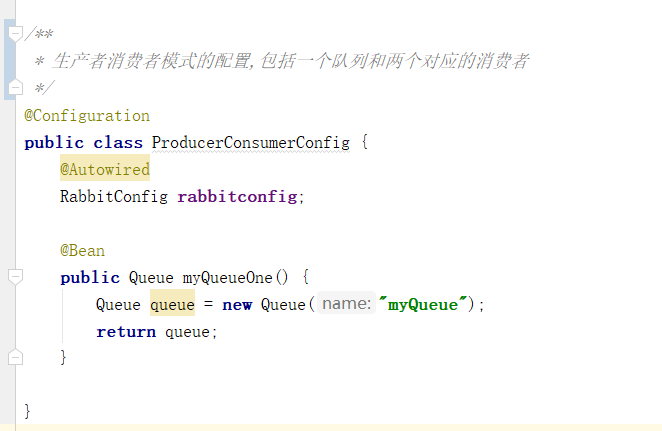 /**
 * 生产者消费者模式的配置,包括一个队列和两个对应的消费者
 */
@Configuration
public class ProducerConsumerConfig {
@Autowired
RabbitConfig rabbitconfig;
@Bean
public Queue myQueueOne() {
Queue queue = new Queue( name: "myQueue");
return queue;
}
}